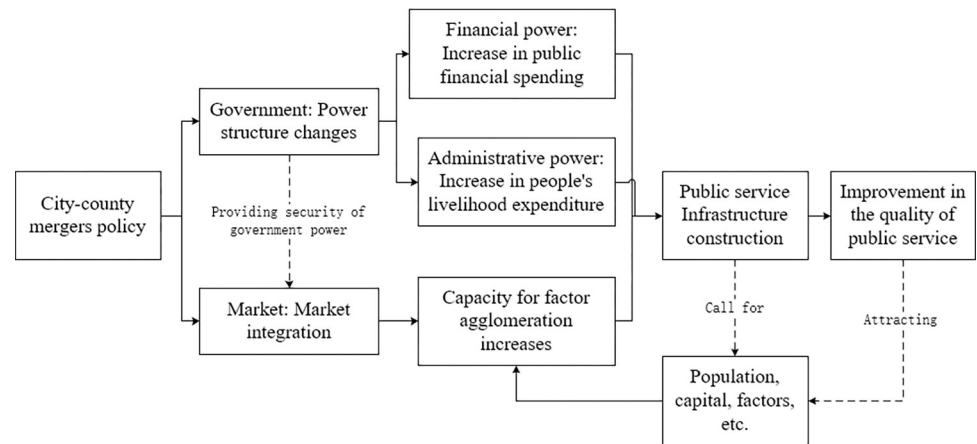 Financial power:
Increase in public
financial spending
Government: Power
structure changes
Administrative power:
Increase in people's
livelihood expenditure
City-county
mergers policy
Providing security of
government power
Public service
Infrastructure
construction
Improvement in
the quality of
public service
Market: Market
integration
Capacity for factor
agglomeration
increases
Call for
Attracting
Population,
capital, factors,
etc.